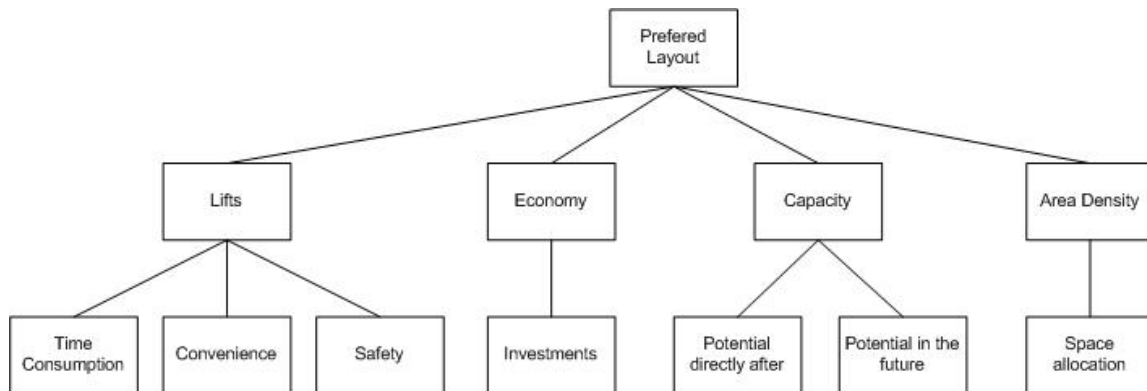 Prefered
Layout
Lifts
Economy
Capacity
Area Density
Time
Consumption
Convenience
Safety
Investments
Potential
directly after
Potential in the
future
Space
allocation